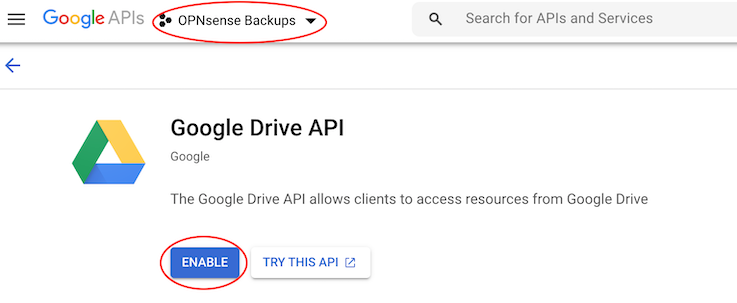 Google APIs OPNsense Backups Search for APIs and Services
Google Drive API
Google
The Google Drive API allows clients to access resources from Google Drive
ENABLE TRY THIS API